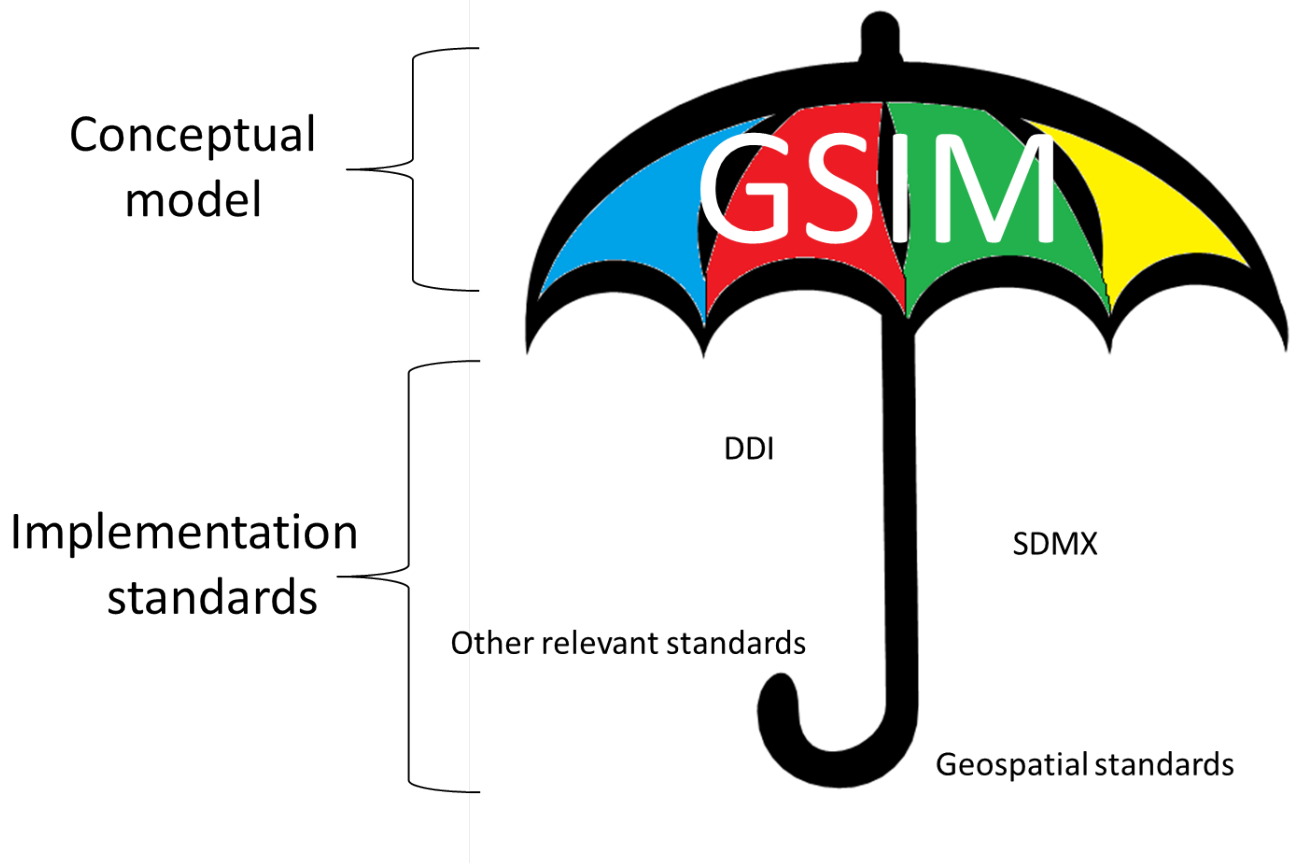 Conceptual
model
GSIM
DDI
Implementation
standards
SDMX
Other relevant standards
Geospatial standards